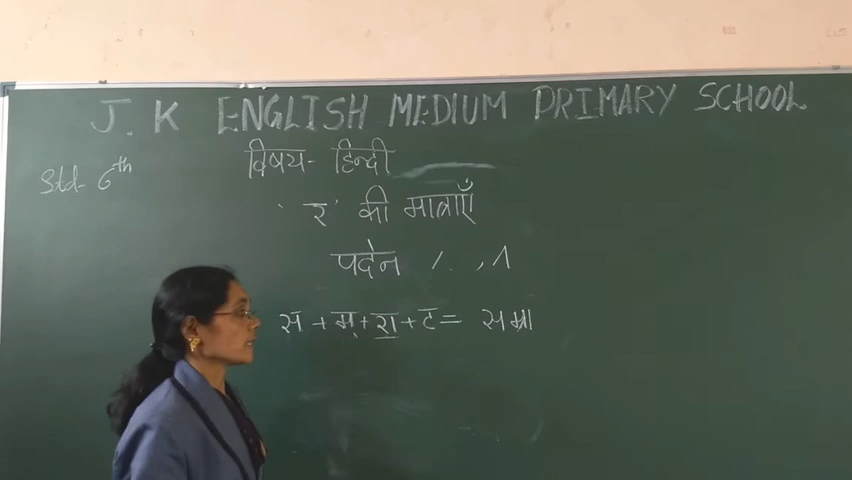 J. K ENGLISH MEDIUM PRIMARY SCHOOL
Std- 6th
विषय- हिन्दी
'र' की मात्राएँ
पदेन
स + म् + रा + ट = सम्रा